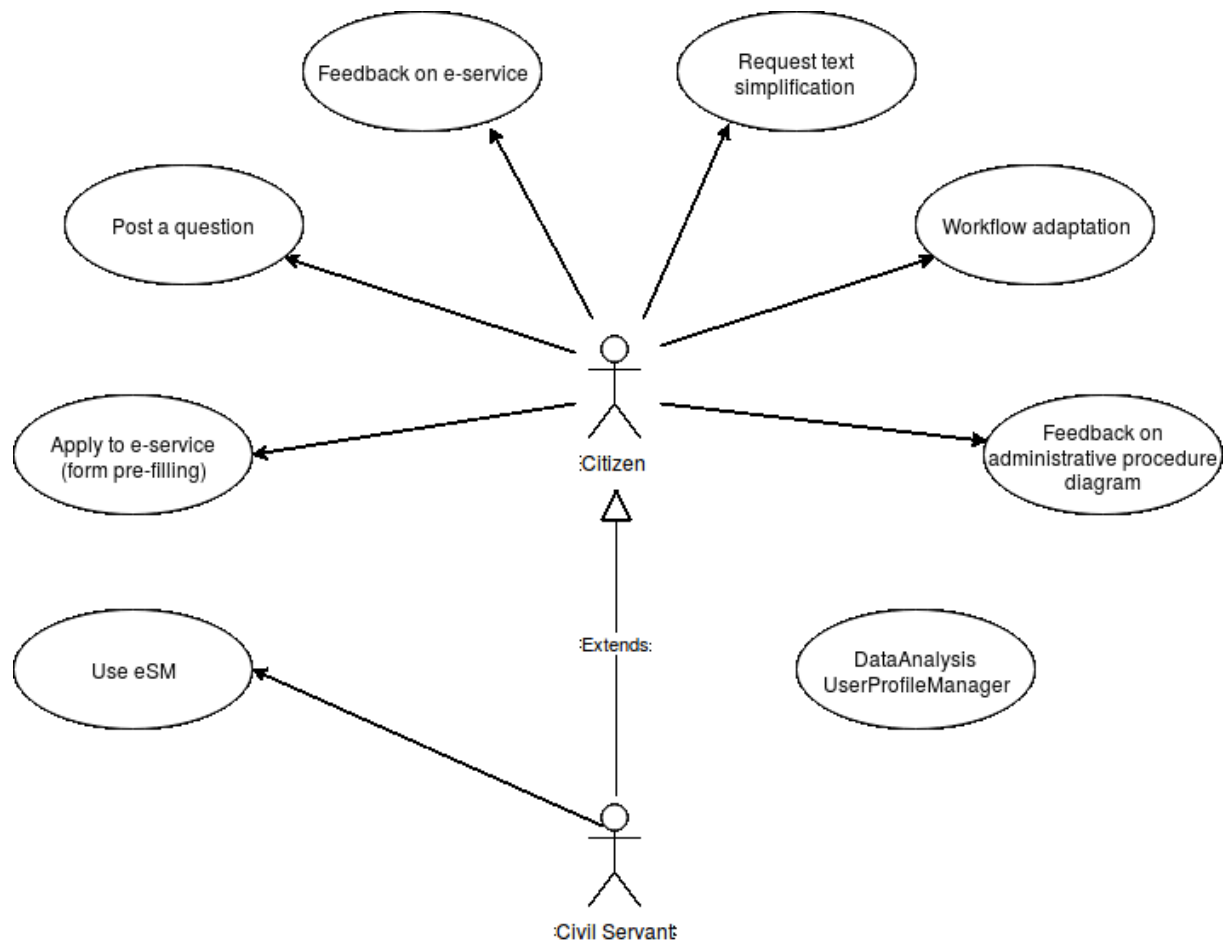 Feedback on e-service
Request text
simplification
Post a question
Workflow adaptation
Apply to e-service
(form pre-filling)
:Citizen
Feedback on
administrative procedure
diagram
:Extends:
Use eSM
DataAnalysis
UserProfileManager
:Civil Servant: